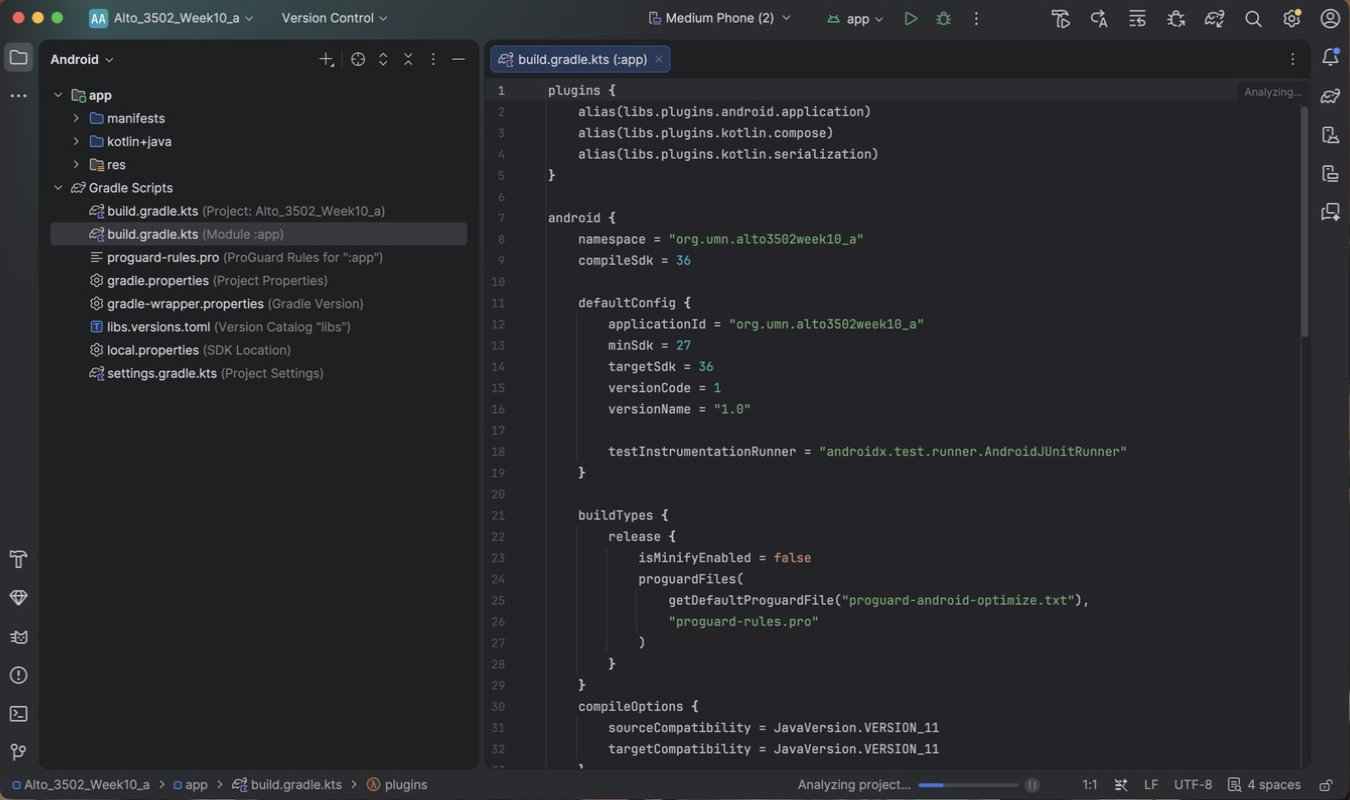 AA Alto_3502_Week10_a Version Control Medium Phone (2) app
Android
app
manifests
kotlin+java
res
Gradle Scripts
build.gradle.kts (Project: Alto_3502_Week10_a)
build.gradle.kts (Module :app)
proguard-rules.pro (ProGuard Rules for ":app")
gradle.properties (Project Properties)
gradle-wrapper.properties (Gradle Version)
libs.versions.toml (Version Catalog "libs")
local.properties (SDK Location)
settings.gradle.kts (Project Settings)
build.gradle.kts (:app)
Analyzing...
1 plugins {
2 alias(libs.plugins.android.application)
3 alias(libs.plugins.kotlin.compose)
4 alias(libs.plugins.kotlin.serialization)
5 }
6
7 android {
8 namespace = "org.umn.alto3502week10_a"
9 compileSdk = 36
10
11 defaultConfig {
12 applicationId = "org.umn.alto3502week10_a"
13 minSdk = 27
14 targetSdk = 36
15 versionCode = 1
16 versionName = "1.0"
17
18 testInstrumentationRunner = "androidx.test.runner.AndroidJUnitRunner"
19 }
20
21 buildTypes {
22 release {
23 isMinifyEnabled = false
24 proguardFiles(
25 getDefaultProguardFile("proguard-android-optimize.txt"),
26 "proguard-rules.pro"
27 )
28 }
29 }
30 compileOptions {
31 sourceCompatibility = JavaVersion.VERSION_11
32 targetCompatibility = JavaVersion.VERSION_11
Alto_3502_Week10_a > app > build.gradle.kts > plugins Analyzing project... 1:1 LF UTF-8 4 spaces